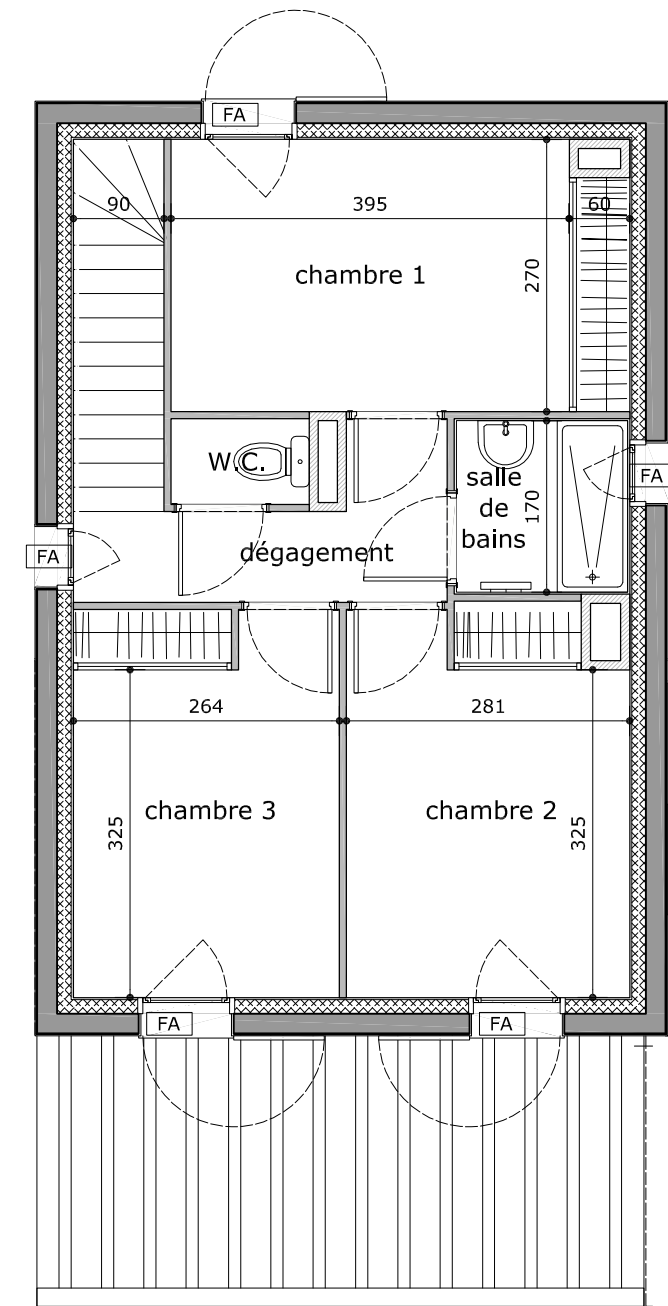 FA
90
395
60
chambre 1
270
W.C.
salle
de
bains
170
FA
FA
dégagement
264
281
chambre 3
chambre 2
325
325
FA
FA